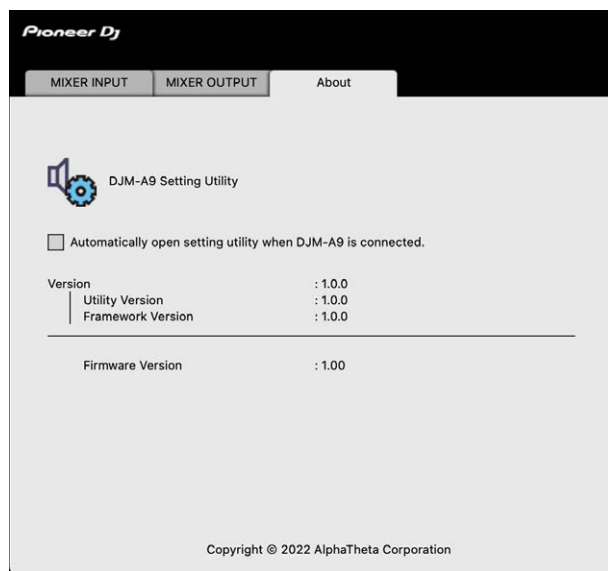 Pioneer Dj
MIXER INPUT MIXER OUTPUT About
DJM-A9 Setting Utility
Automatically open setting utility when DJM-A9 is connected.
Version : 1.0.0
Utility Version : 1.0.0
Framework Version : 1.0.0
Firmware Version : 1.00
Copyright © 2022 AlphaTheta Corporation